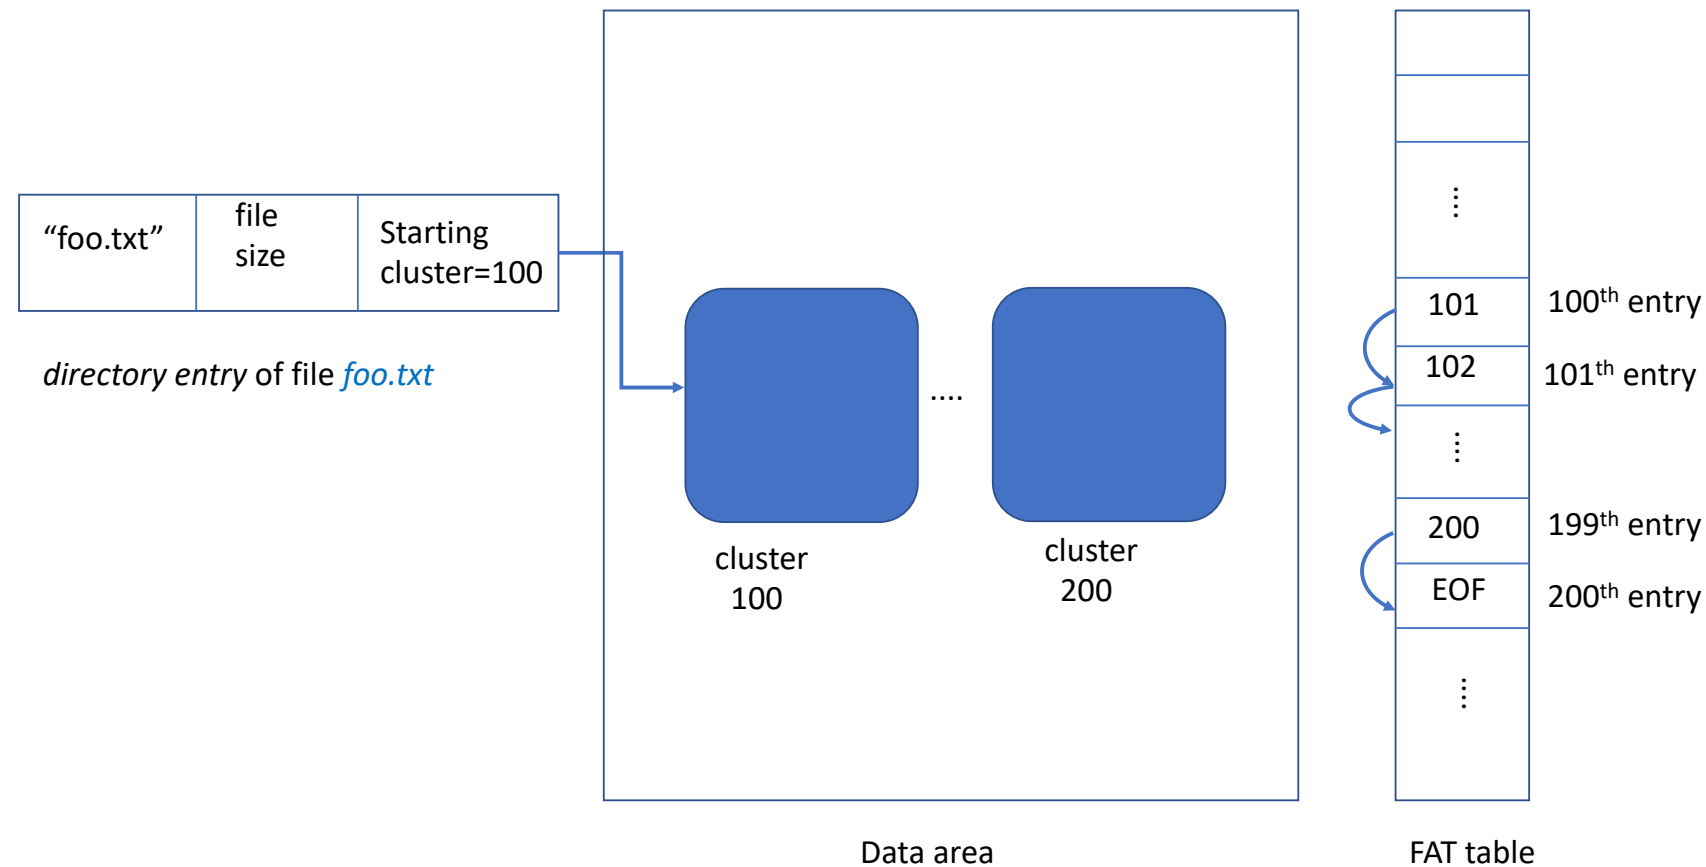 “foo.txt”
file
size
Starting
cluster=100
directory entry of file foo.txt
....
cluster
100
cluster
200
Data area
....
101
100th entry
102
101th entry
....
200
199th entry
EOF
200th entry
....
FAT table